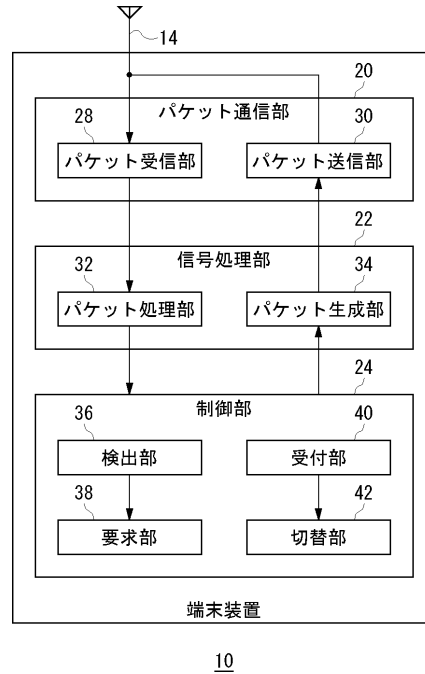 14
20
パケット通信部
28
30
パケット受信部
パケット送信部
22
信号処理部
32
34
パケット処理部
パケット生成部
24
制御部
36
40
検出部
受付部
38
42
要求部
切替部
端末装置
10